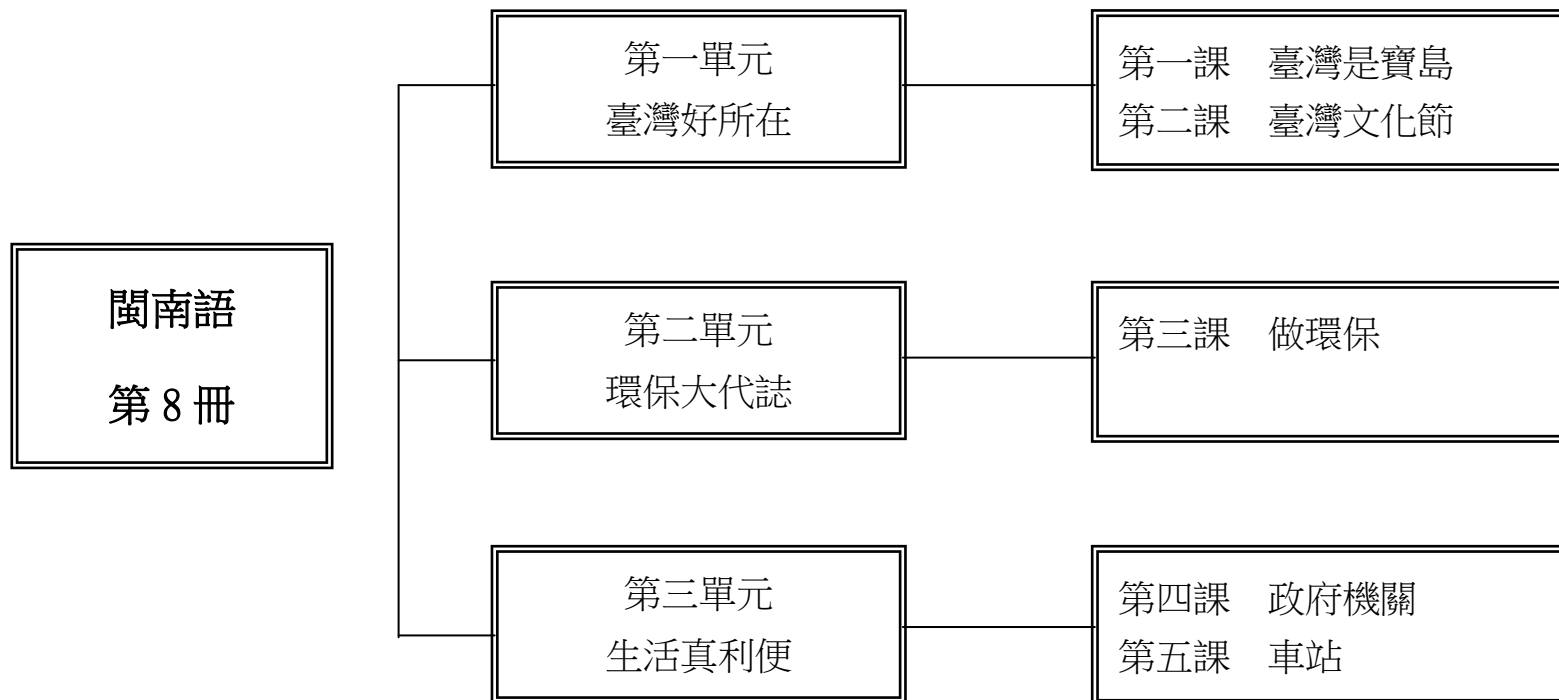 閩南語
第 8 冊
第一單元
臺灣好所在
第一課　臺灣是寶島
第二課　臺灣文化節
第二單元
環保大代誌
第三課　做環保
第三單元
生活真利便
第四課　政府機關
第五課　車站